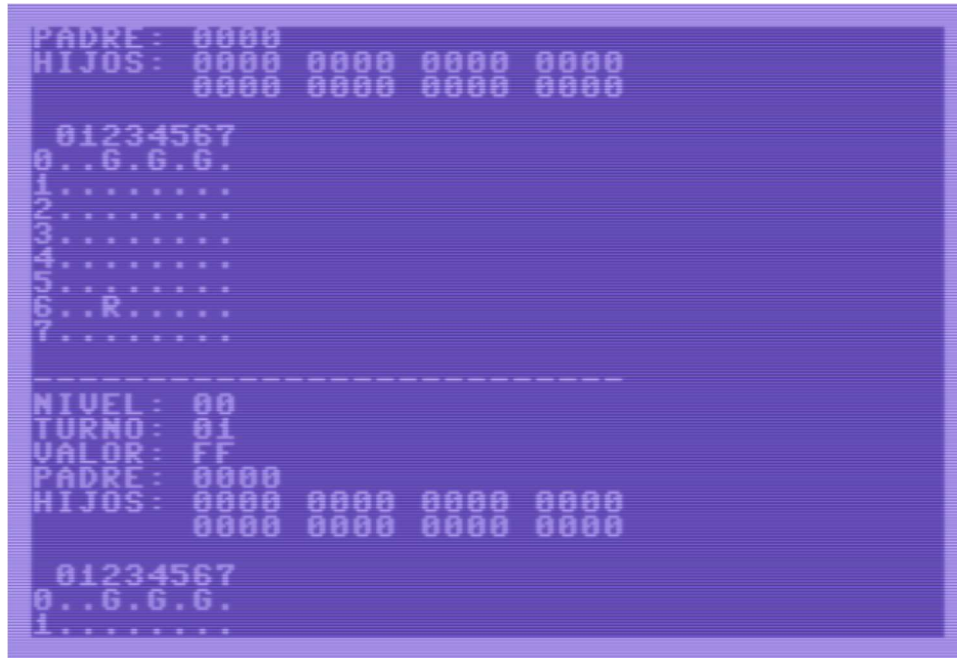 PADRE: 0000
HIJOS: 0000 0000 0000 0000
0000 0000 0000 0000
01234567
0..G.G.G.
1........
2........
3........
4........
5........
6..R.....
7........
--------------------------
NIVEL: 00
TURNO: 01
VALOR: FF
PADRE: 0000
HIJOS: 0000 0000 0000 0000
0000 0000 0000 0000
01234567
0..G.G.G.
1........